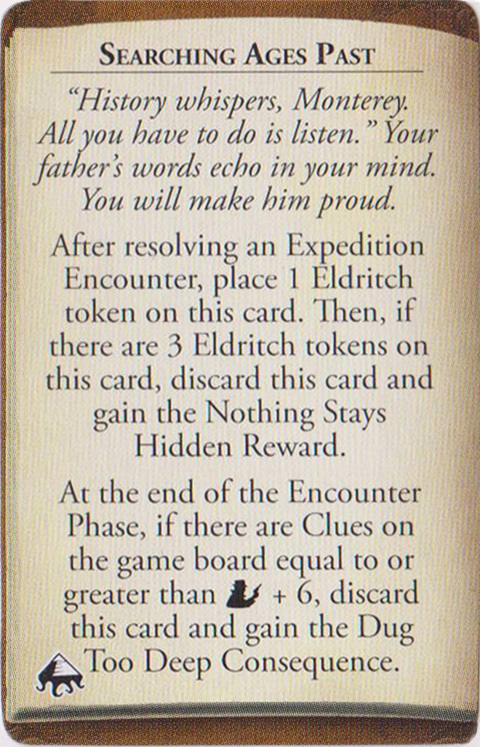 SEARCHING AGES PAST
“History whispers, Monterey.
All you have to do is listen.” Your
father’s words echo in your mind.
You will make him proud.
After resolving an Expedition
Encounter, place 1 Eldritch
token on this card. Then, if
there are 3 Eldritch tokens on
this card, discard this card and
gain the Nothing Stays
Hidden Reward.
At the end of the Encounter
Phase, if there are Clues on
the game board equal to or
greater than + 6, discard
this card and gain the Dug
Too Deep Consequence.